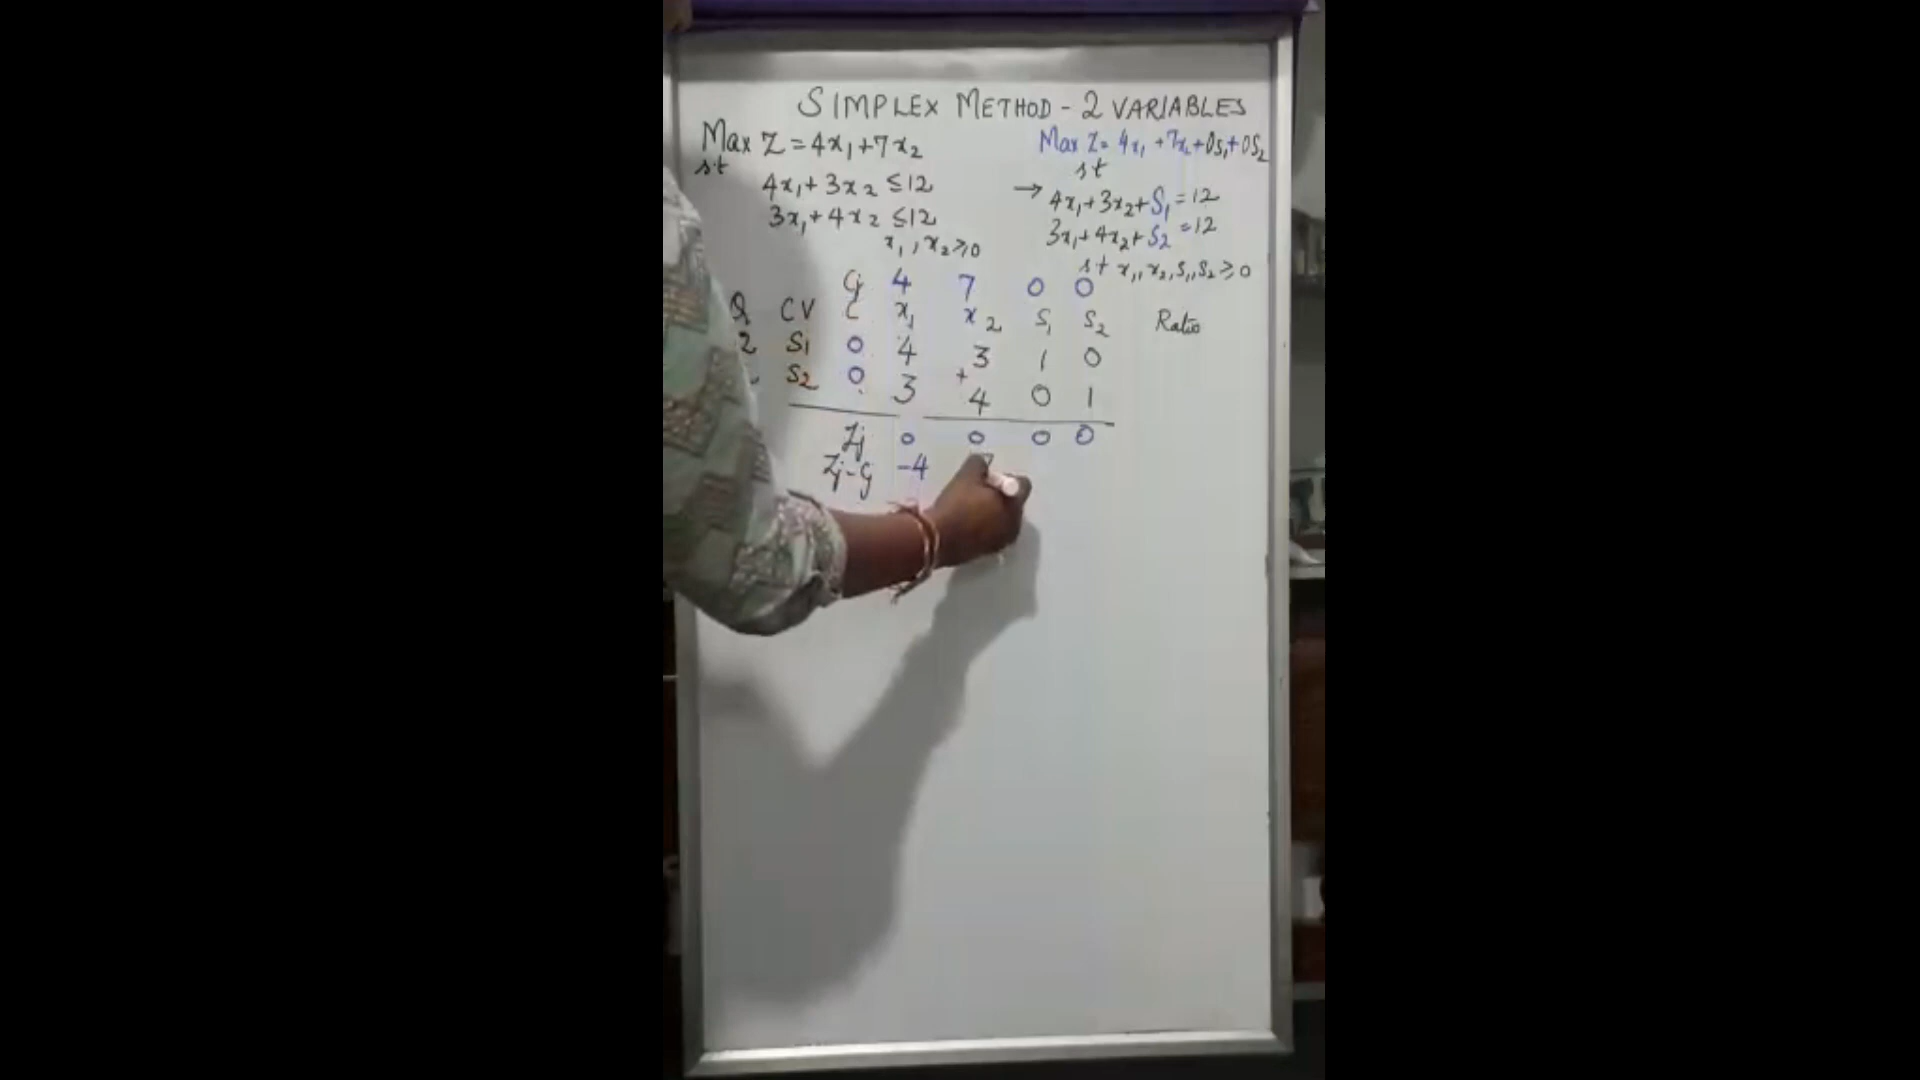 SIMPLEX METHOD - 2 VARIABLES
Max Z = 4x₁ + 7x₂
st
4x₁ + 3x₂ ≤ 12
3x₁ + 4x₂ ≤ 12
x₁, x₂ ≥ 0
Max Z = 4x₁ + 7x₂ + 0s₁ + 0S₂
st
→ 4x₁ + 3x₂ + S₁ = 12
3x₁ + 4x₂ + S₂ = 12
st x₁, x₂, s₁, s₂ ≥ 0
Cj 4 7 0 0
CV C x₁ x₂ S₁ S₂ Ratio
2 S₁ 0 4 3 1 0
S₂ 0 3 4 0 1
Zj 0 0 0 0
Zj-Cj -4